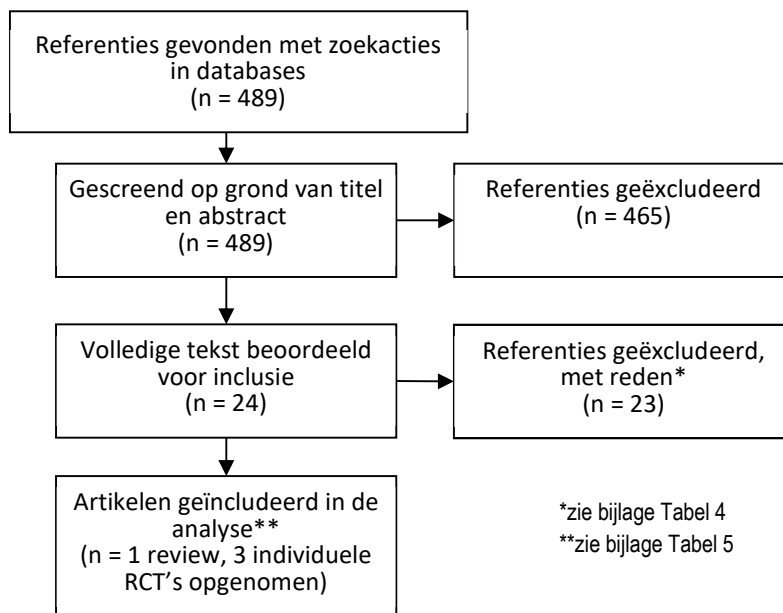 Referenties gevonden met zoekacties
in databases
(n = 489)
Gescreend op grond van titel
en abstract
(n = 489)
Referenties geëxcludeerd
(n = 465)
Volledige tekst beoordeeld
voor inclusie
(n = 24)
Referenties geëxcludeerd,
met reden*
(n = 23)
Artikelen geïncludeerd in de
analyse**
(n = 1 review, 3 individuele
RCT’s opgenomen)
*zie bijlage Tabel 4
**zie bijlage Tabel 5